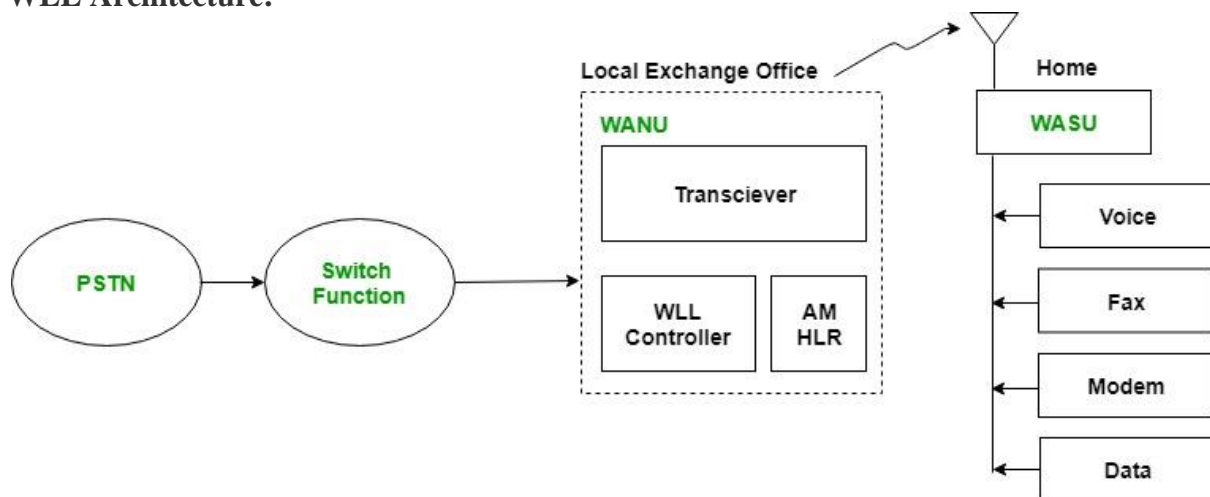 WLL Architecture:
Local Exchange Office
Home
WANU
WASU
Transciever
Voice
PSTN
Switch
Function
WLL
Controller
AM
HLR
Fax
Modem
Data